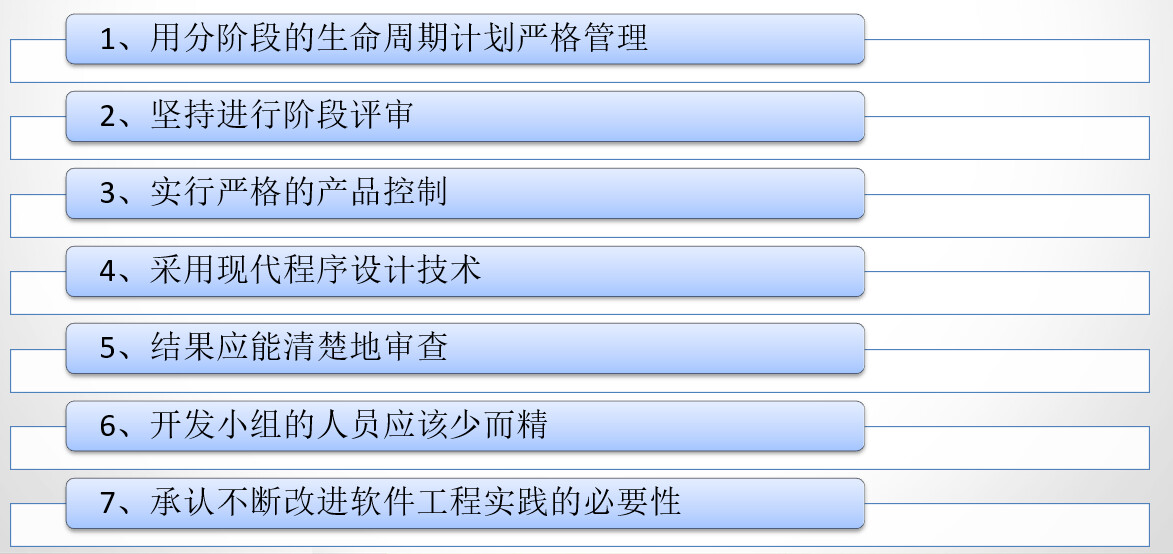 1、用分阶段的生命周期计划严格管理
2、坚持进行阶段评审
3、实行严格的产品控制
4、采用现代程序设计技术
5、结果应能清楚地审查
6、开发小组的人员应该少而精
7、承认不断改进软件工程实践的必要性